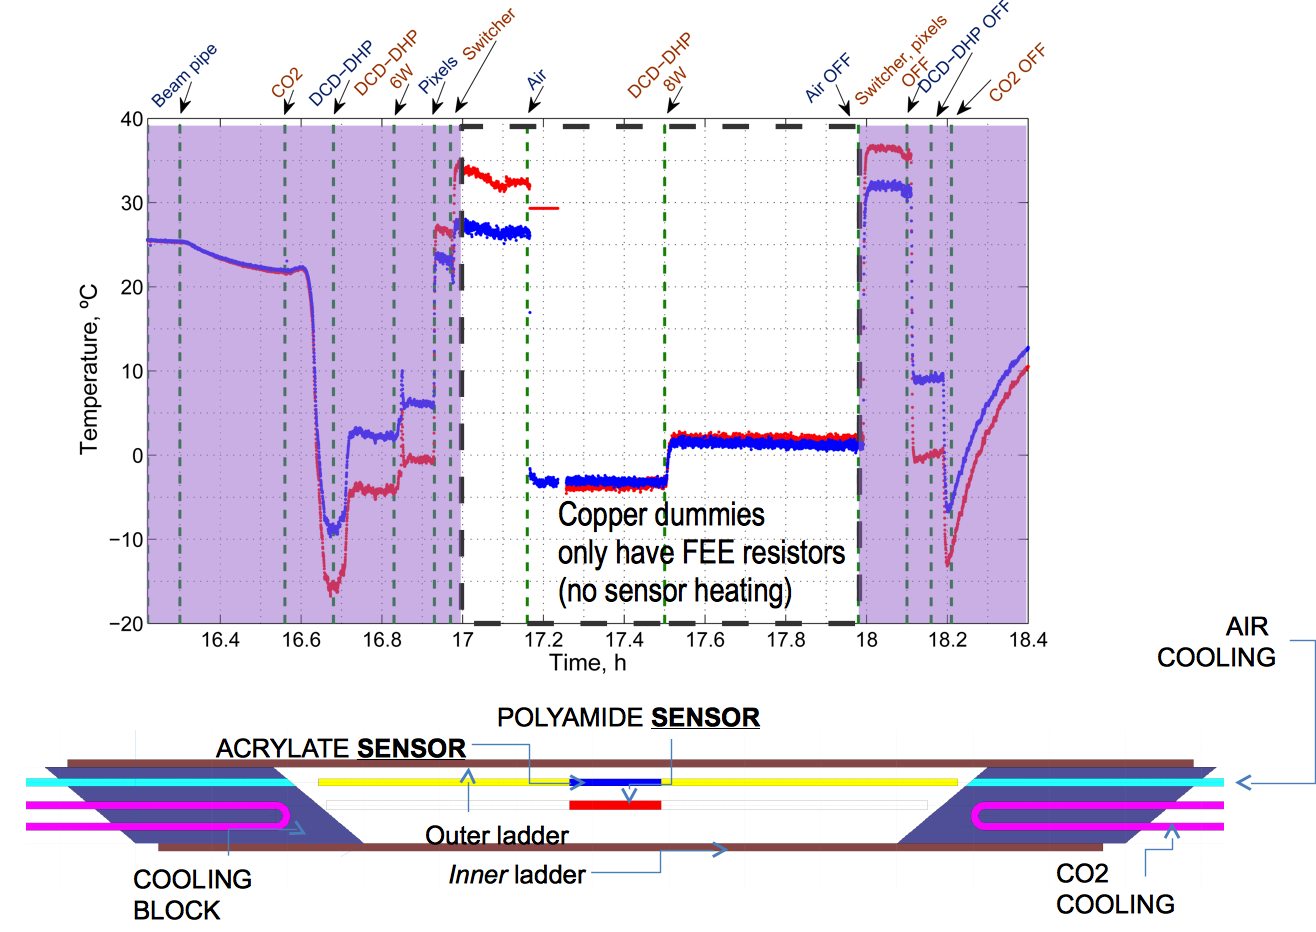 Beam pipe
CO2
DCD-DHP
DCD-DHP
6W
Pixels
Switcher
Air
DCD-DHP
8W
Air OFF
Switcher, pixels
OFF
DCD-DHP OFF
CO2 OFF
40
30
20
10
0
−10
−20
Temperature, ºC
Copper dummies
only have FEE resistors
(no sensor heating)
16.4
16.6
16.8
17
17.2
17.4
17.6
17.8
18
18.2
18.4
Time, h
AIR
COOLING
POLYAMIDE SENSOR
ACRYLATE SENSOR
Outer ladder
Inner ladder
COOLING
BLOCK
CO2
COOLING